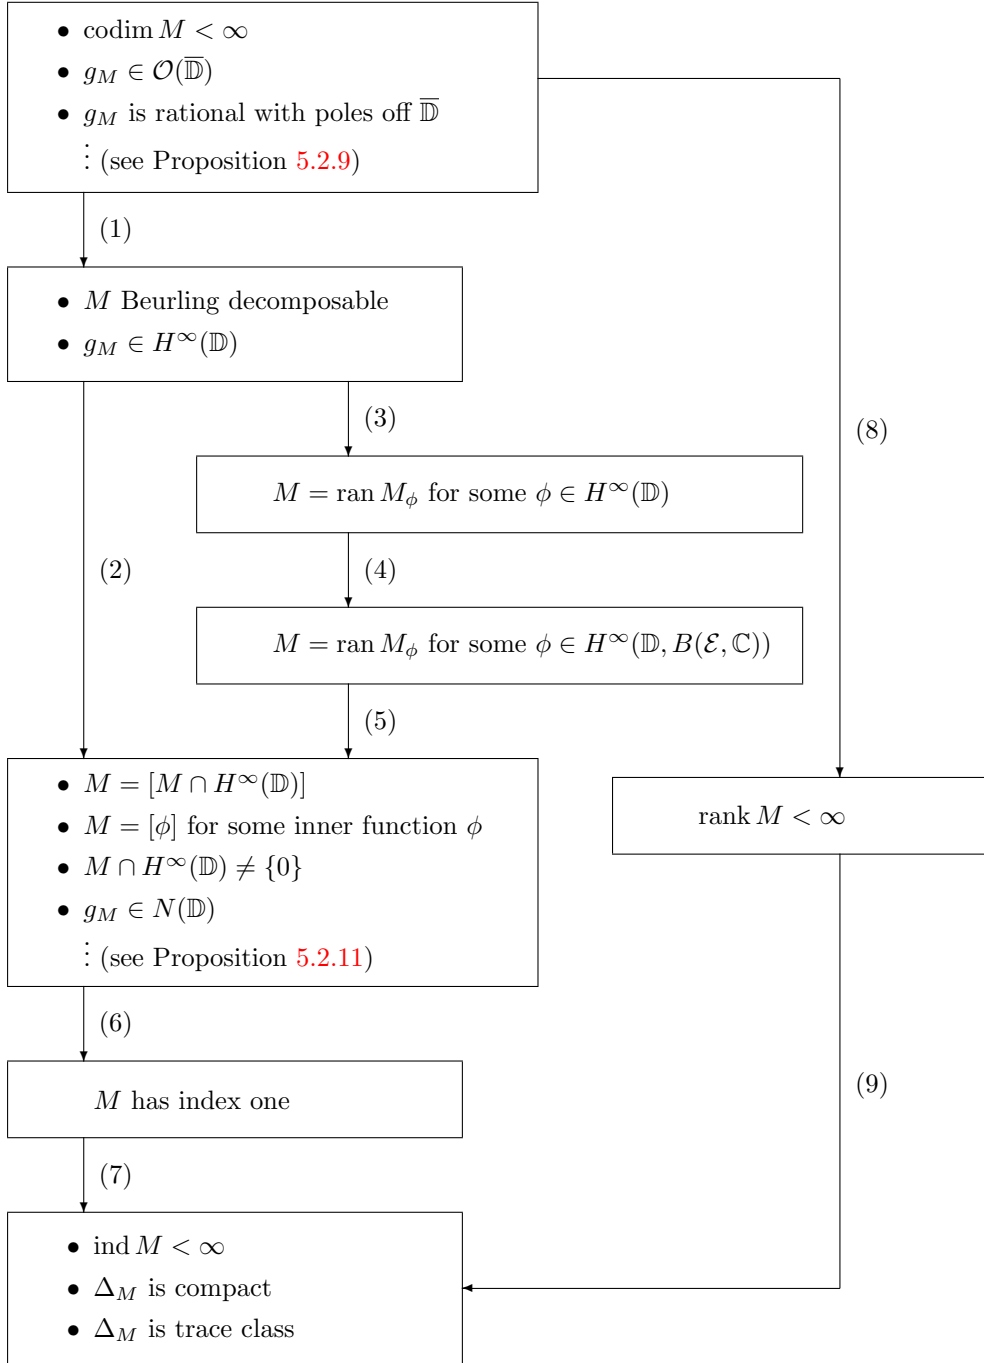 • codim M < ∞
• g_M ∈ 𝒪(𝔻̅)
• g_M is rational with poles off 𝔻̅
⋮ (see Proposition 5.2.9)
(1)
• M Beurling decomposable
• g_M ∈ H^∞(𝔻)
(3)
(8)
M = ran M_ϕ for some ϕ ∈ H^∞(𝔻)
(2)
(4)
M = ran M_ϕ for some ϕ ∈ H^∞(𝔻, B(ℰ, ℂ))
(5)
• M = [M ∩ H^∞(𝔻)]
• M = [ϕ] for some inner function ϕ
• M ∩ H^∞(𝔻) ≠ {0}
• g_M ∈ N(𝔻)
⋮ (see Proposition 5.2.11)
rank M < ∞
(6)
M has index one
(9)
(7)
• ind M < ∞
• Δ_M is compact
• Δ_M is trace class